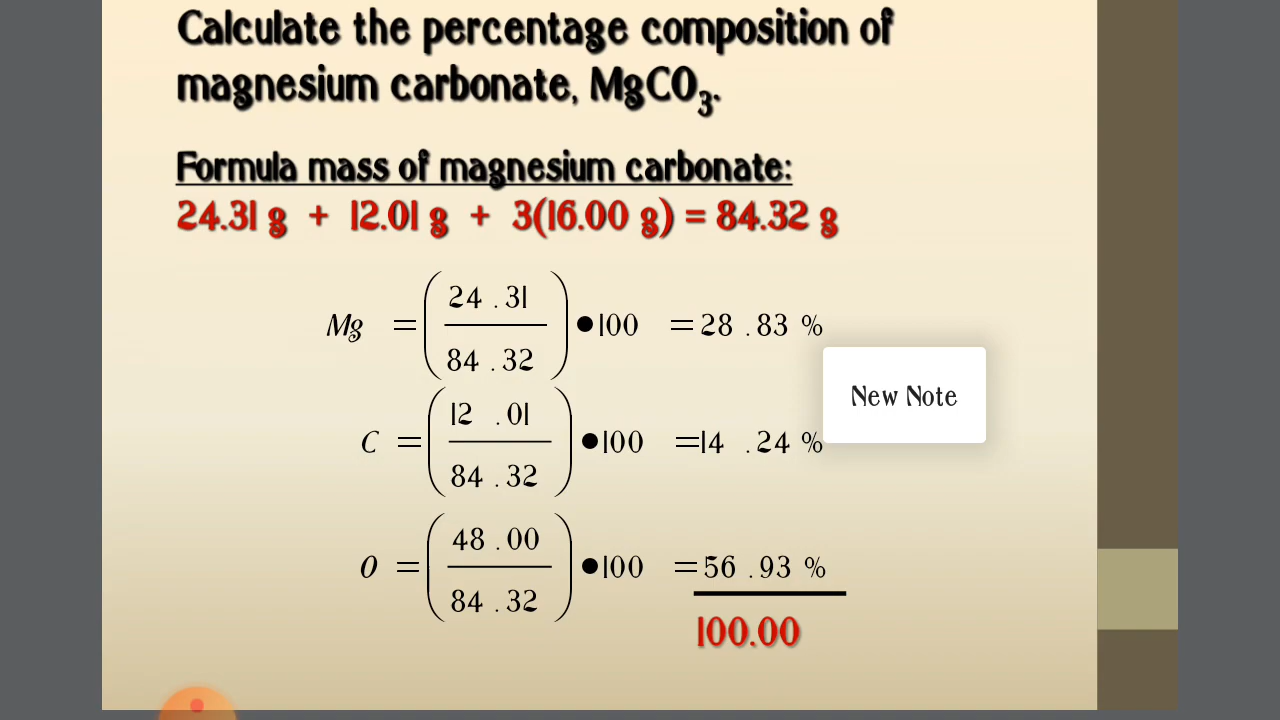 Calculate the percentage composition of
magnesium carbonate, MgCO₃.
Formula mass of magnesium carbonate:
24.31 g + 12.01 g + 3(16.00 g) = 84.32 g
Mg = (24 . 31 / 84 . 32) • 100 = 28 . 83 %
New Note
C = (12 . 01 / 84 . 32) • 100 = 14 . 24 %
O = (48 . 00 / 84 . 32) • 100 = 56 . 93 %
100.00